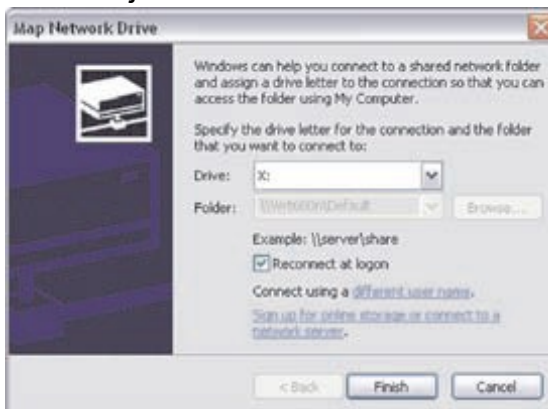 Map Network Drive
Windows can help you connect to a shared network folder
and assign a drive letter to the connection so that you can
access the folder using My Computer.
Specify the drive letter for the connection and the folder
that you want to connect to:
Drive: X:
Folder: Browse...
Example: \\server\share
Reconnect at logon
Connect using a different user name.
Sign up for online storage or connect to a
network server.
< Back Finish Cancel